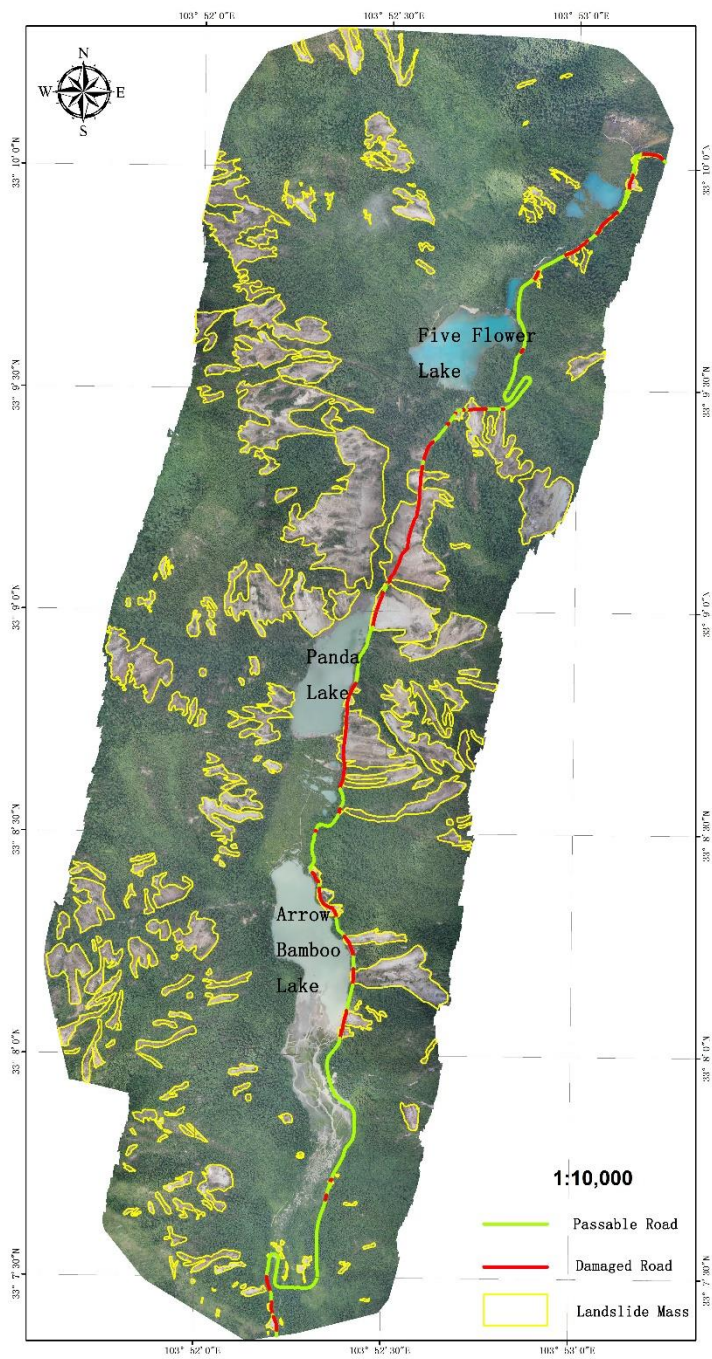 103° 52′0″E
103° 52′30″E
103° 53′0″E
N
W
E
S
33° 10′0″N
33° 10′0″N
Five Flower
Lake
33° 9′30″N
33° 9′30″N
33° 9′0″N
33° 9′0″N
Panda
Lake
33° 8′30″N
33° 8′30″N
Arrow
Bamboo
Lake
33° 8′0″N
33° 8′0″N
1:10,000
Passable Road
Damaged Road
Landslide Mass
33° 7′30″N
33° 7′30″N
103° 52′0″E
103° 52′30″E
103° 53′0″E